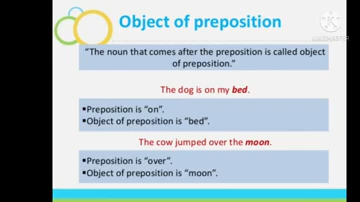 Object of preposition
"The noun that comes after the preposition is called object
of preposition."
The dog is on my bed.
▪Preposition is "on".
▪Object of preposition is "bed".
The cow jumped over the moon.
▪Preposition is "over".
▪Object of preposition is "moon".